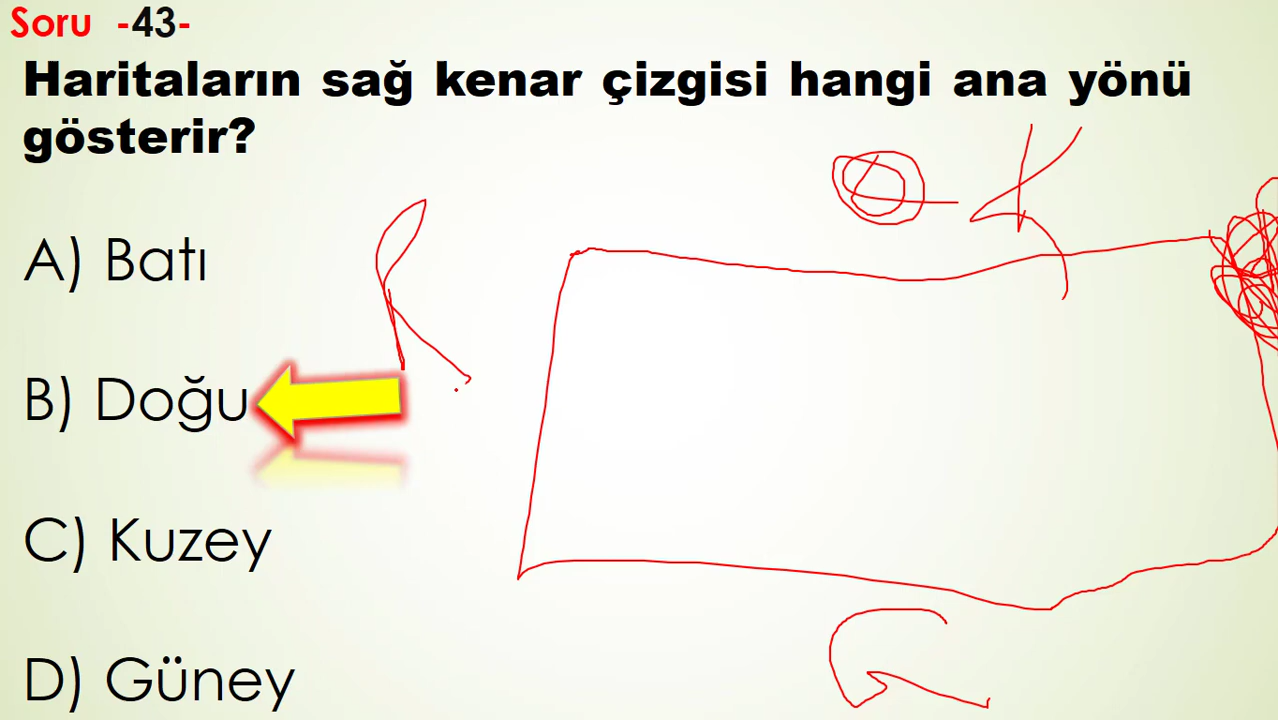 Soru -43-
Haritaların sağ kenar çizgisi hangi ana yönü
gösterir?
K
A) Batı
B) Doğu
C) Kuzey
D) Güney
G